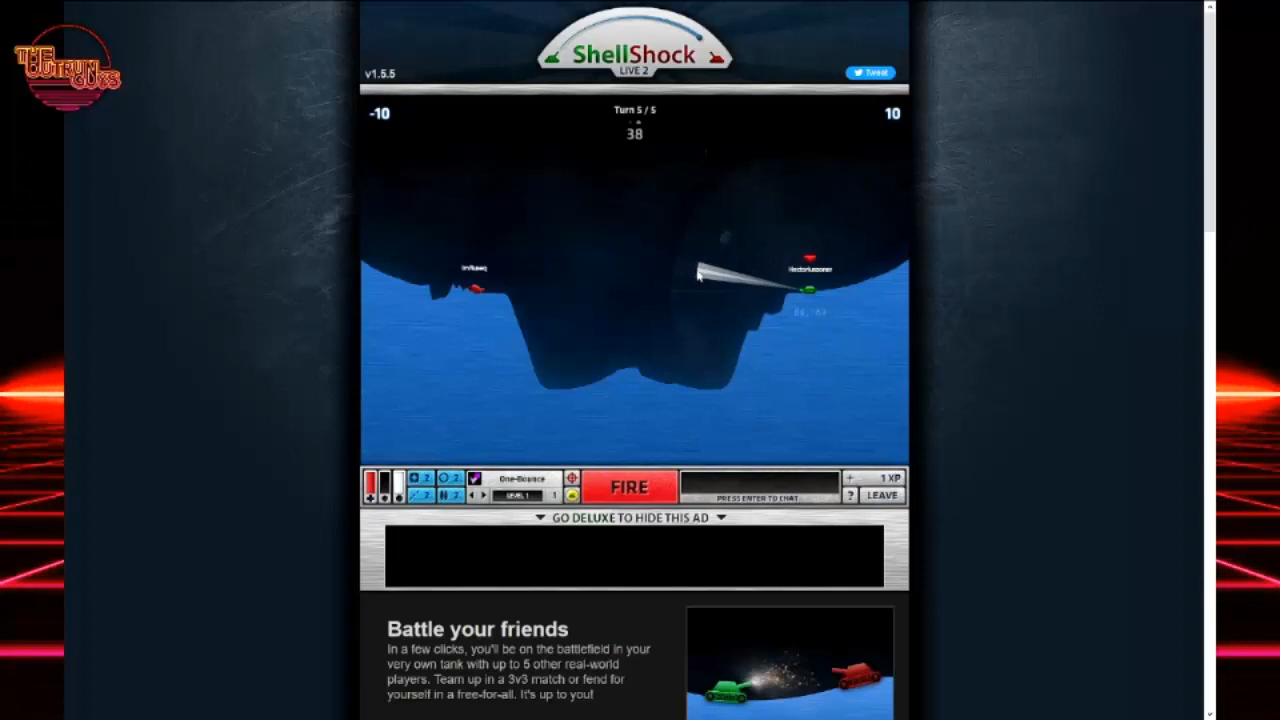 THE
OUTRUN
GUYS
ShellShock
LIVE 2
v1.5.5
Tweet
-10
Turn 5 / 5
10
38
One-Bounce
LEVEL 1
1
FIRE
PRESS ENTER TO CHAT
1 XP
?
LEAVE
GO DELUXE TO HIDE THIS AD
Battle your friends
In a few clicks, you'll be on the battlefield in your
very own tank with up to 5 other real-world
players. Team up in a 3v3 match or fend for
yourself in a free-for-all. It's up to you!